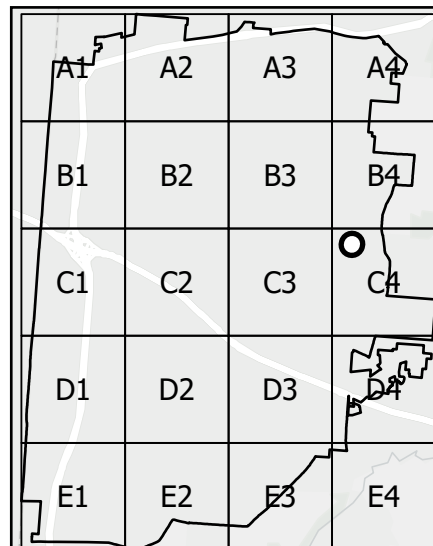 A1 A2 A3 A4
B1 B2 B3 B4
C1 C2 C3 C4
D1 D2 D3 D4
E1 E2 E3 E4